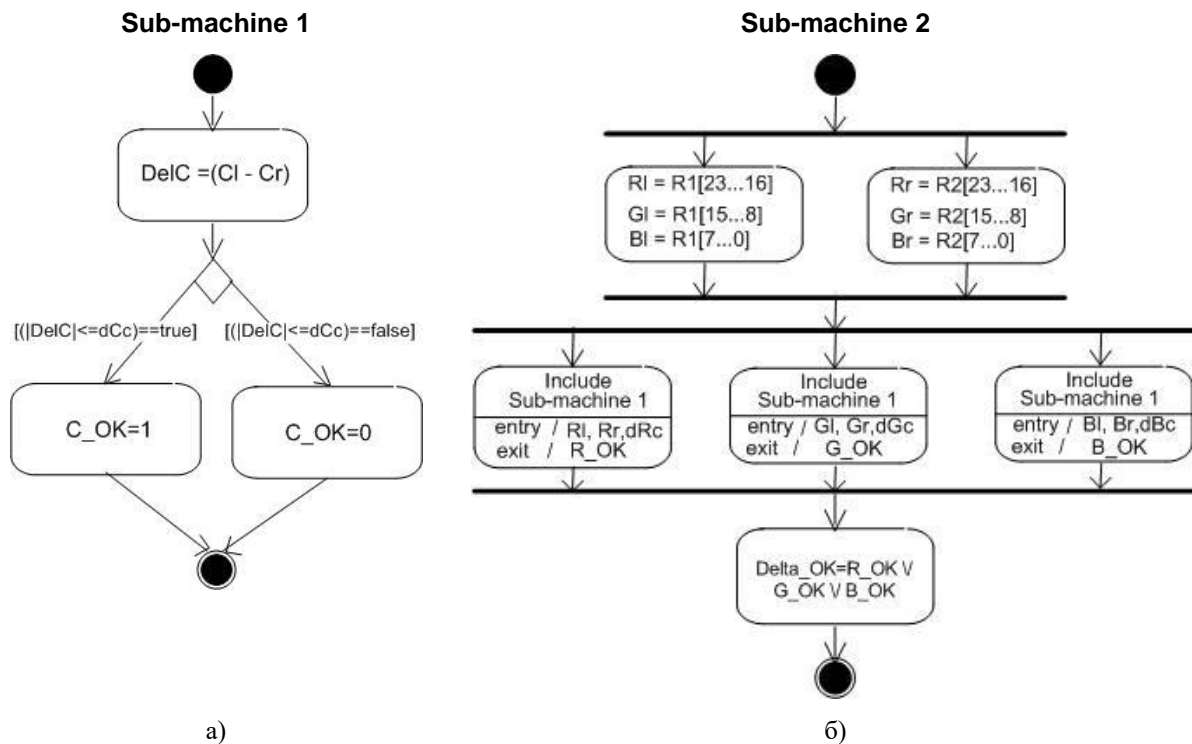 Sub-machine 1
DelC =(Cl - Cr)
[(|DelC|<=dCc)==true]
[(|DelC|<=dCc)==false]
C_OK=1
C_OK=0
а)
Sub-machine 2
Rl = R1[23...16]
Gl = R1[15...8]
Bl = R1[7...0]
Rr = R2[23...16]
Gr = R2[15...8]
Br = R2[7...0]
Include
Sub-machine 1
entry / Rl, Rr,dRc
exit / R_OK
Include
Sub-machine 1
entry / Gl, Gr,dGc
exit / G_OK
Include
Sub-machine 1
entry / Bl, Br,dBc
exit / B_OK
Delta_OK=R_OK \/
G_OK \/ B_OK
б)